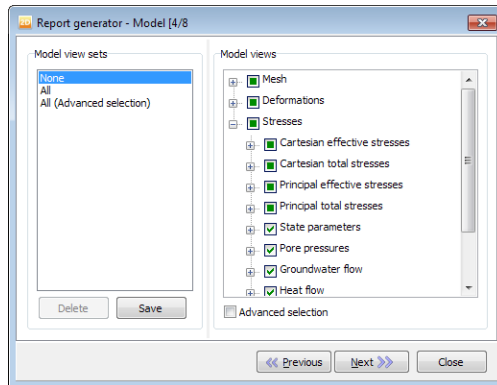 Report generator - Model [4/8
Model view sets
None
All
All (Advanced selection)
Delete
Save
Model views
Mesh
Deformations
Stresses
Cartesian effective stresses
Cartesian total stresses
Principal effective stresses
Principal total stresses
State parameters
Pore pressures
Groundwater flow
Heat flow
Advanced selection
Previous
Next
Close